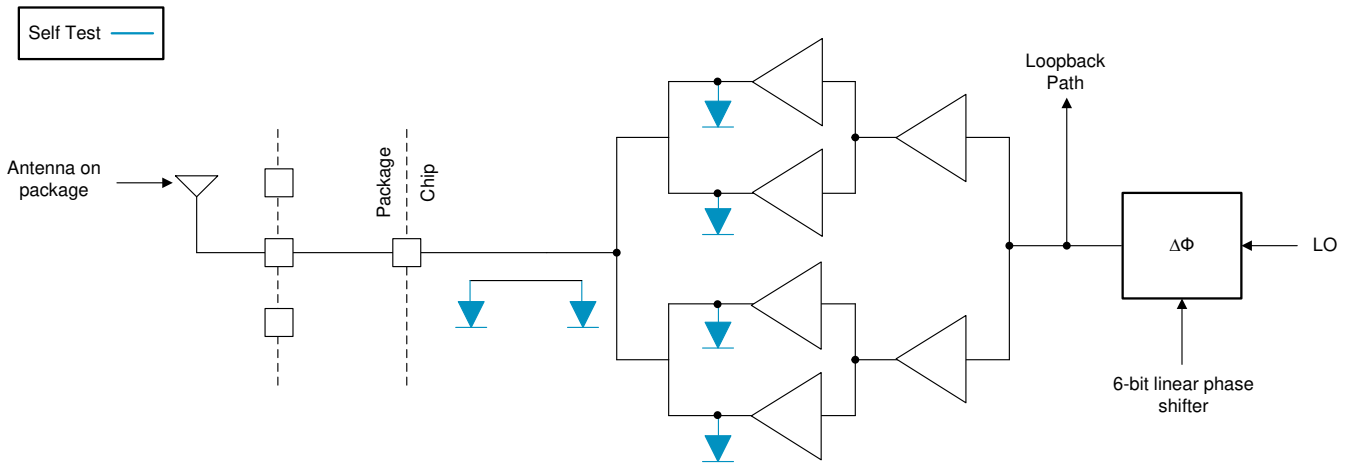 Self Test
Loopback
Path
Antenna on
package
Package
Chip
ΔΦ
LO
6-bit linear phase
shifter